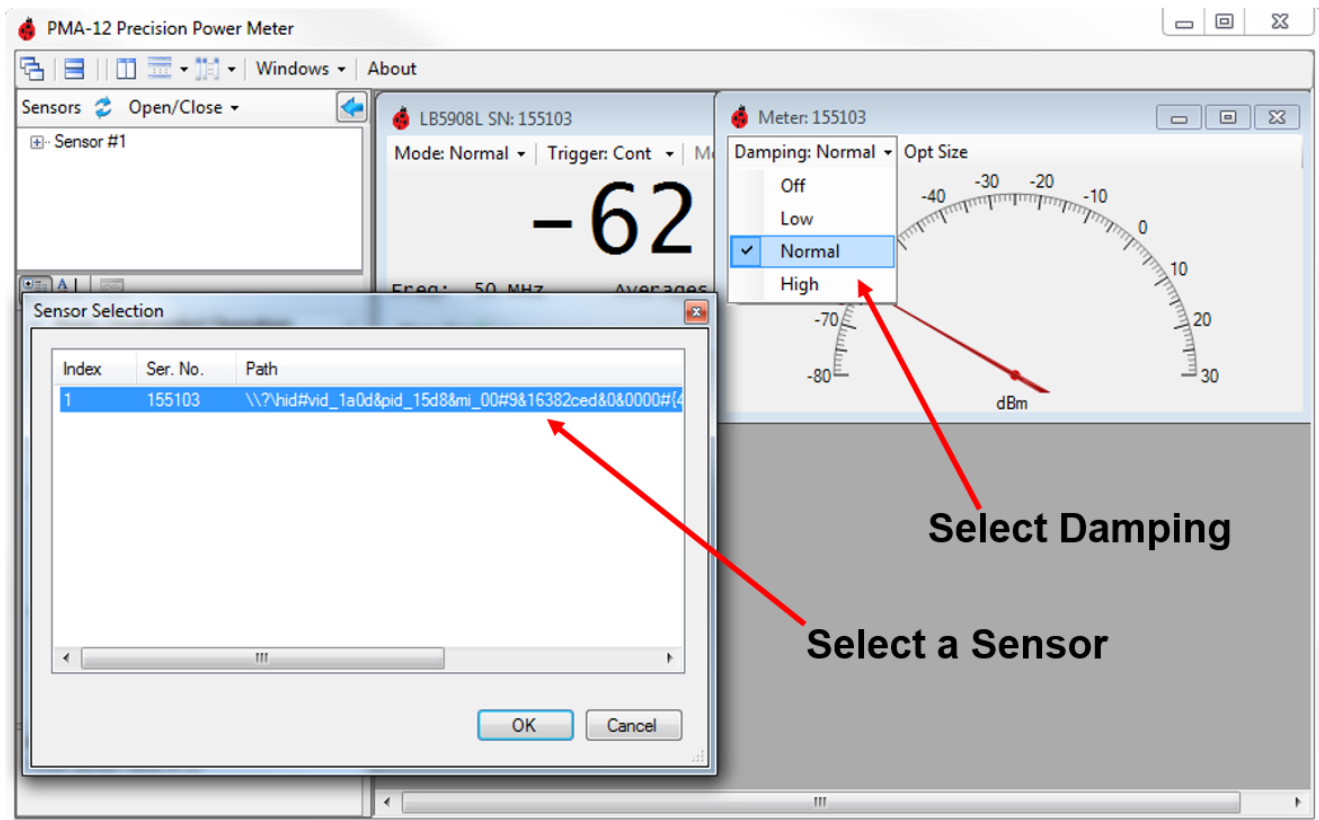 PMA-12 Precision Power Meter
Windows About
Sensors Open/Close
Sensor #1
LB5908L SN: 155103
Mode: Normal Trigger: Cont
-62
Freq: 50 MHz Averages
Meter: 155103
Damping: Normal Opt Size
Off
Low
Normal
High
-70
-80
-40
-30
-20
-10
0
10
20
30
dBm
Sensor Selection
Index Ser. No. Path
1 155103 \\?\hid#vid_1a0d&pid_15d8&mi_00#9&16382ced&0&0000#{4
OK Cancel
Select Damping
Select a Sensor